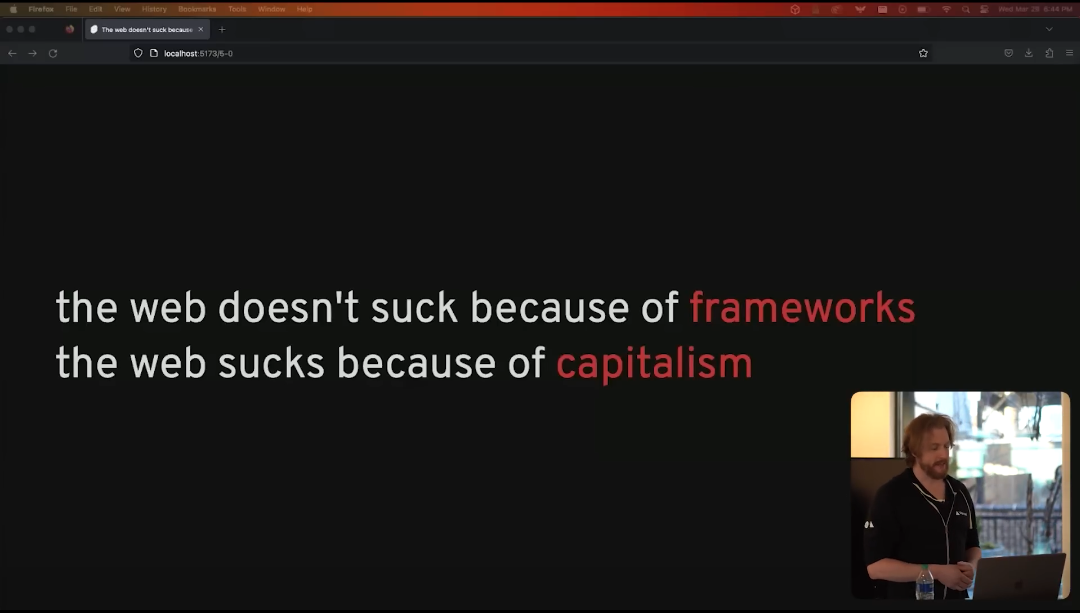 Firefox File Edit View History Bookmarks Tools Window Help Wed Mar 29 6:44 PM
The web doesn't suck because
localhost:5173/5-0
the web doesn't suck because of frameworks
the web sucks because of capitalism